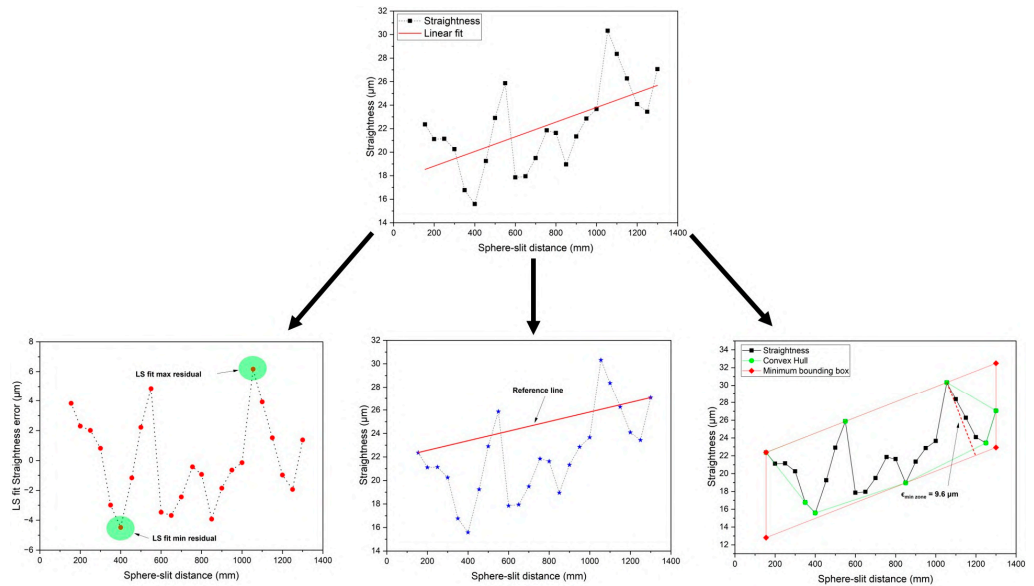 Straightness
Linear fit
Straightness (µm)
32
30
28
26
24
22
20
18
16
14
0 200 400 600 800 1000 1200 1400
Sphere-slit distance (mm)
LS fit Straightness error (µm)
8
6
4
2
0
−2
−4
−6
LS fit max residual
LS fit min residual
0 200 400 600 800 1000 1200 1400
Sphere-slit distance (mm)
Straightness (µm)
32
30
28
26
24
22
20
18
16
14
Reference line
0 200 400 600 800 1000 1200 1400
Sphere-slit distance (mm)
Straightness (µm)
34
32
30
28
26
24
22
20
18
16
14
12
Straightness
Convex Hull
Minimum bounding box
ϵmin zone = 9.6 µm
0 200 400 600 800 1000 1200 1400
Sphere-slit distance (mm)